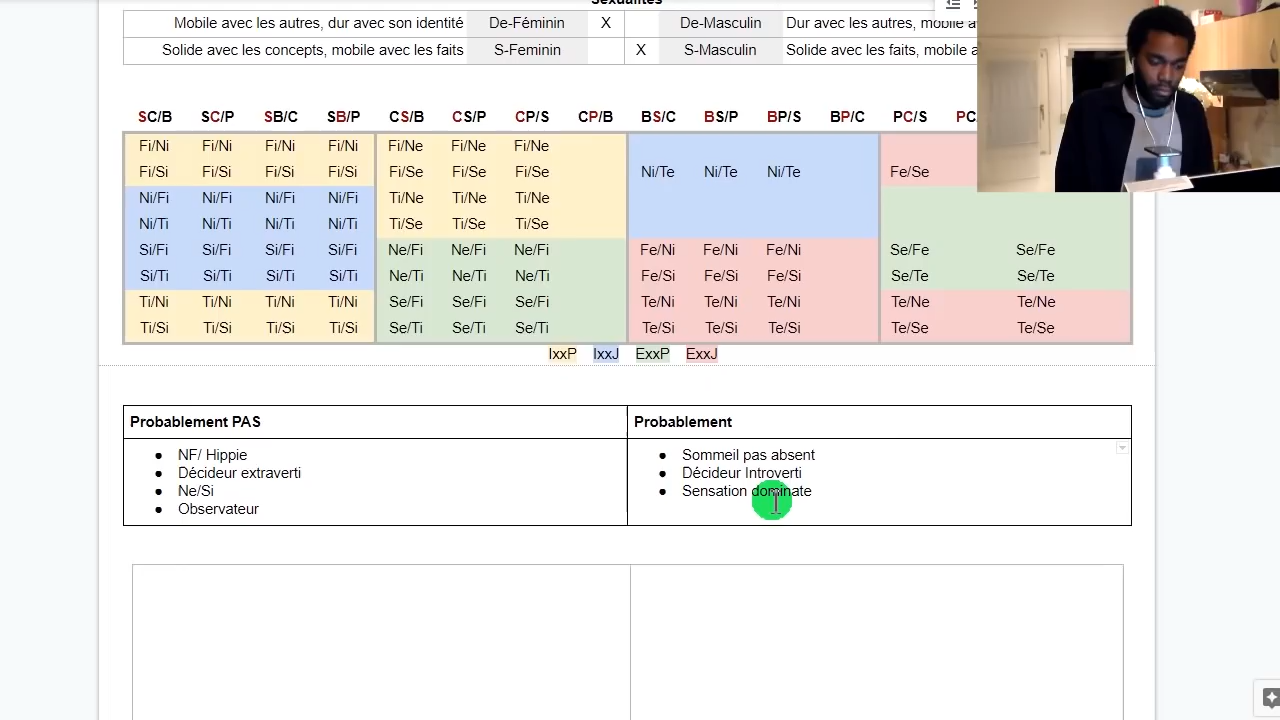 Sexualités
Mobile avec les autres, dur avec son identité De-Féminin X De-Masculin Dur avec les autres, mobile a
Solide avec les concepts, mobile avec les faits S-Feminin X S-Masculin Solide avec les faits, mobile a
SC/B SC/P SB/C SB/P CS/B CS/P CP/S CP/B BS/C BS/P BP/S BP/C PC/S PC
Fi/Ni Fi/Ni Fi/Ni Fi/Ni Fi/Ne Fi/Ne Fi/Ne
Fi/Si Fi/Si Fi/Si Fi/Si Fi/Se Fi/Se Fi/Se Ni/Te Ni/Te Ni/Te Fe/Se
Ni/Fi Ni/Fi Ni/Fi Ni/Fi Ti/Ne Ti/Ne Ti/Ne
Ni/Ti Ni/Ti Ni/Ti Ni/Ti Ti/Se Ti/Se Ti/Se
Si/Fi Si/Fi Si/Fi Si/Fi Ne/Fi Ne/Fi Ne/Fi Fe/Ni Fe/Ni Fe/Ni Se/Fe Se/Fe
Si/Ti Si/Ti Si/Ti Si/Ti Ne/Ti Ne/Ti Ne/Ti Fe/Si Fe/Si Fe/Si Se/Te Se/Te
Ti/Ni Ti/Ni Ti/Ni Ti/Ni Se/Fi Se/Fi Se/Fi Te/Ni Te/Ni Te/Ni Te/Ne Te/Ne
Ti/Si Ti/Si Ti/Si Ti/Si Se/Ti Se/Ti Se/Ti Te/Si Te/Si Te/Si Te/Se Te/Se
IxxP IxxJ ExxP ExxJ
Probablement PAS
NF/ Hippie
Décideur extraverti
Ne/Si
Observateur
Probablement
Sommeil pas absent
Décideur Introverti
Sensation dominate